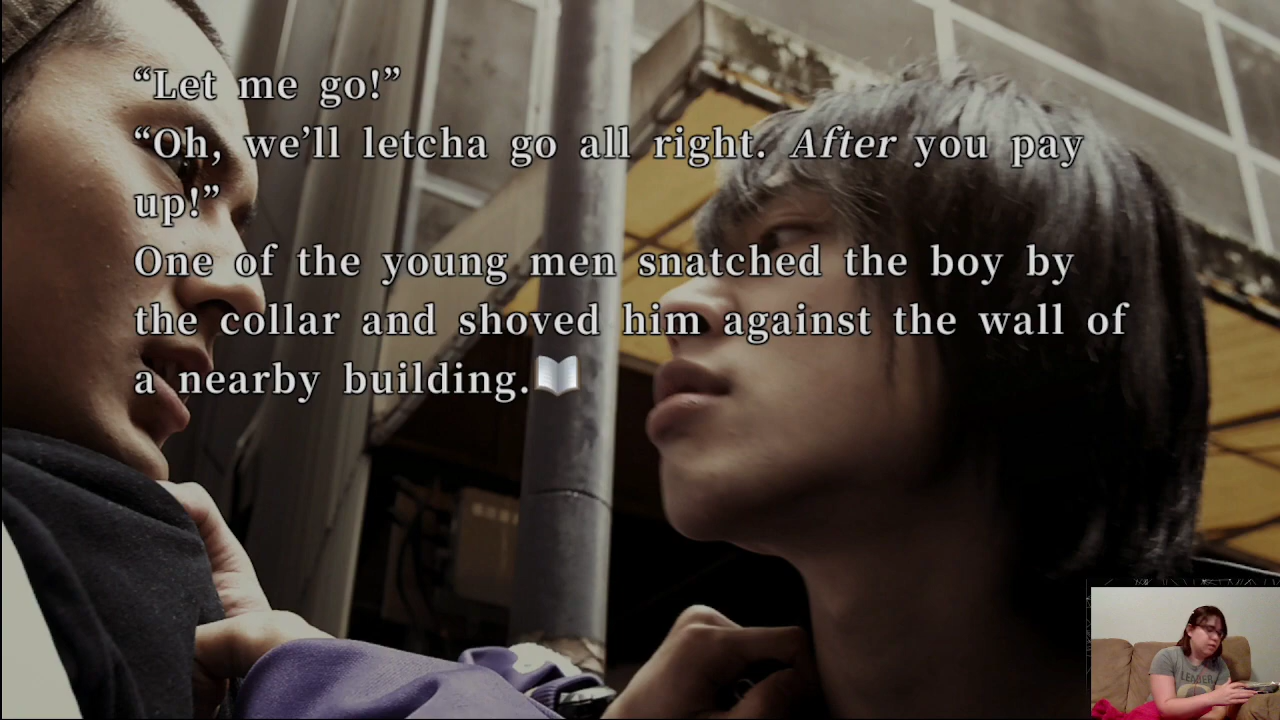 “Let me go!”
“Oh, we’ll letcha go all right. After you pay
up!”
One of the young men snatched the boy by
the collar and shoved him against the wall of
a nearby building.
LEADER